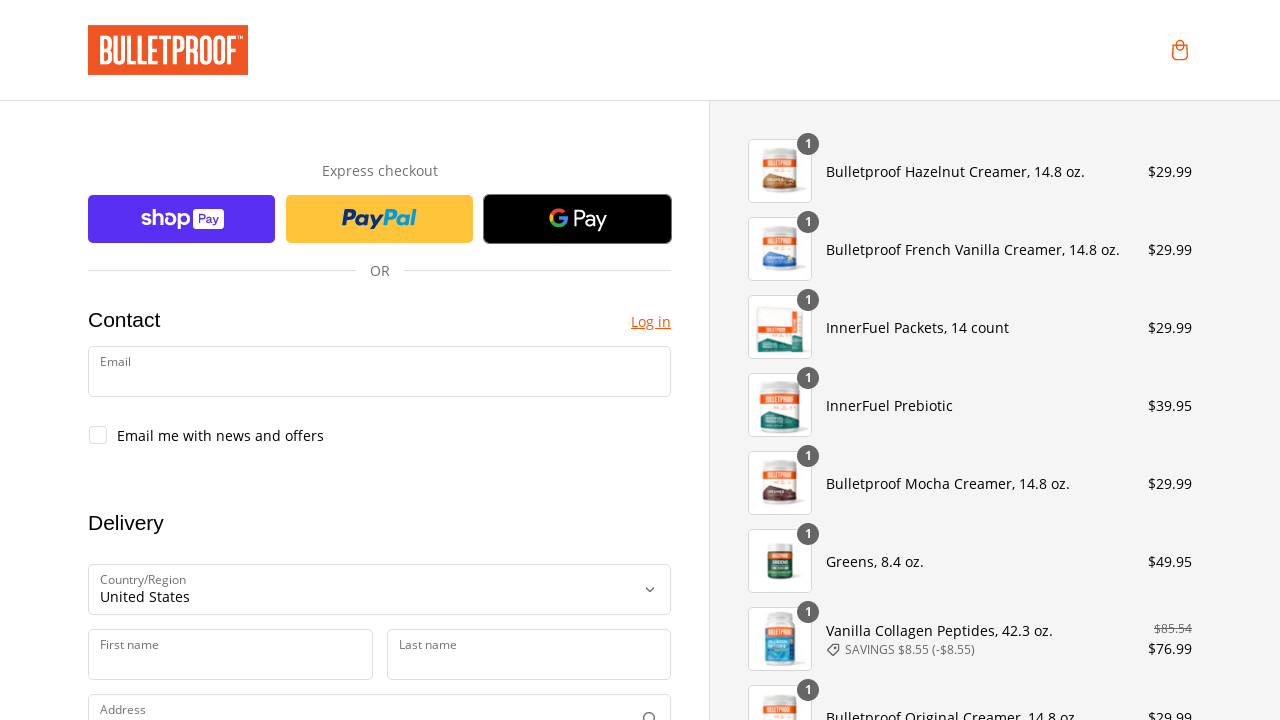 BULLETPROOF™
Express checkout
shop Pay
PayPal
G Pay
OR
Contact
Log in
Email
Email me with news and offers
Delivery
Country/Region
United States
First name
Last name
Address
1
Bulletproof Hazelnut Creamer, 14.8 oz.
$29.99
1
Bulletproof French Vanilla Creamer, 14.8 oz.
$29.99
1
InnerFuel Packets, 14 count
$29.99
1
InnerFuel Prebiotic
$39.95
1
Bulletproof Mocha Creamer, 14.8 oz.
$29.99
1
Greens, 8.4 oz.
$49.95
1
Vanilla Collagen Peptides, 42.3 oz.
SAVINGS $8.55 (-$8.55)
$85.54
$76.99
1
Bulletproof Original Creamer, 14.8 oz.
$29.99